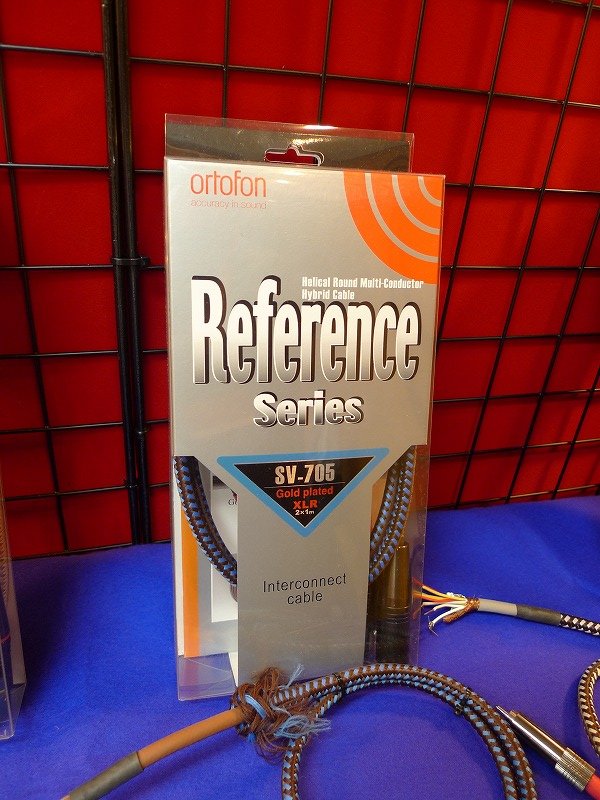 ortofon
accuracy in sound
Helical Round Multi-Conductor
Hybrid Cable
Reference
Series
SV-705
Gold plated
XLR
2×1m
Interconnect
cable